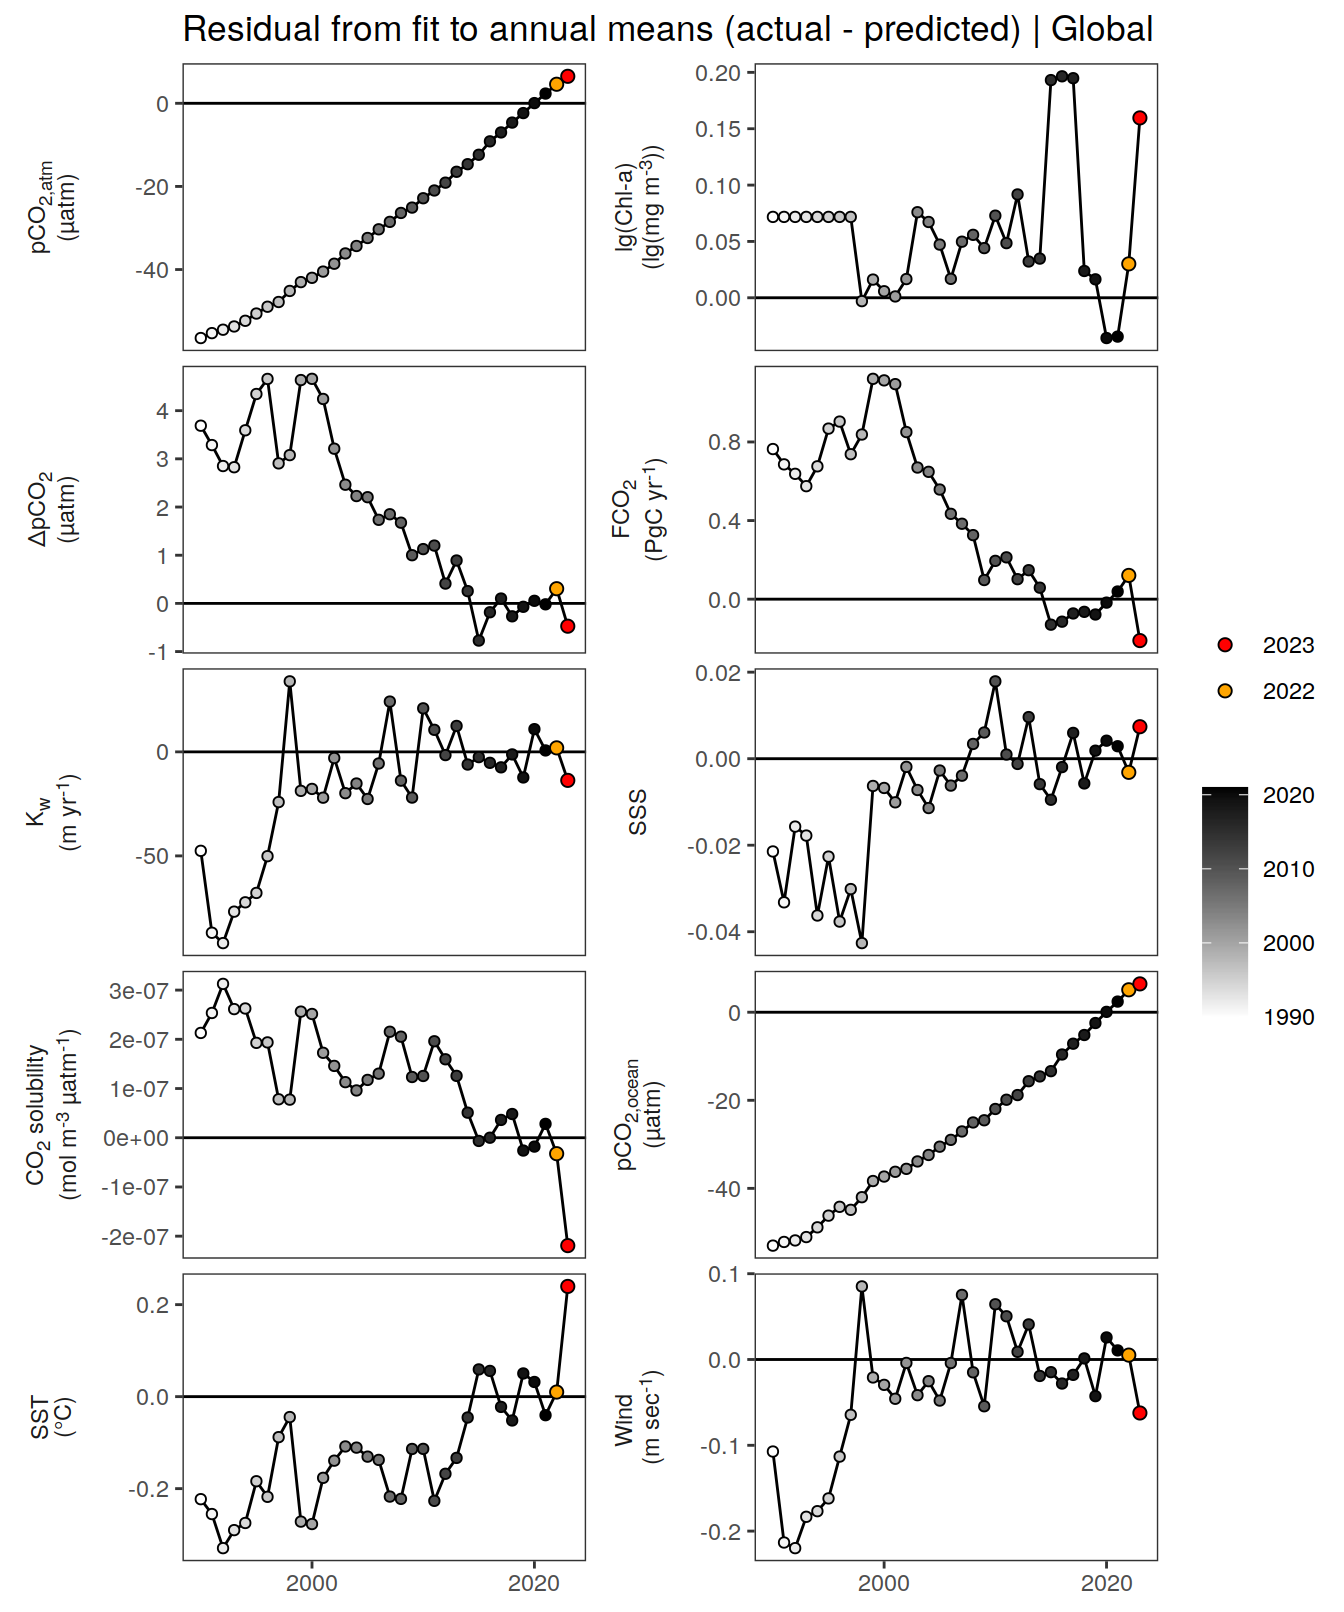 Residual from fit to annual means (actual - predicted) | Global
pCO2,atm
(µatm)
0
-20
-40
lg(Chl-a)
(lg(mg m-3))
0.20
0.15
0.10
0.05
0.00
ΔpCO2
(µatm)
4
3
2
1
0
-1
FCO2
(PgC yr-1)
0.8
0.4
0.0
Kw
(m yr-1)
0
-50
SSS
0.02
0.00
-0.02
-0.04
CO2 solubility
(mol m-3 µatm-1)
3e-07
2e-07
1e-07
0e+00
-1e-07
-2e-07
pCO2,ocean
(µatm)
0
-20
-40
SST
(°C)
0.2
0.0
-0.2
2000
2020
Wind
(m sec-1)
0.1
0.0
-0.1
-0.2
2000
2020
2023
2022
2020
2010
2000
1990